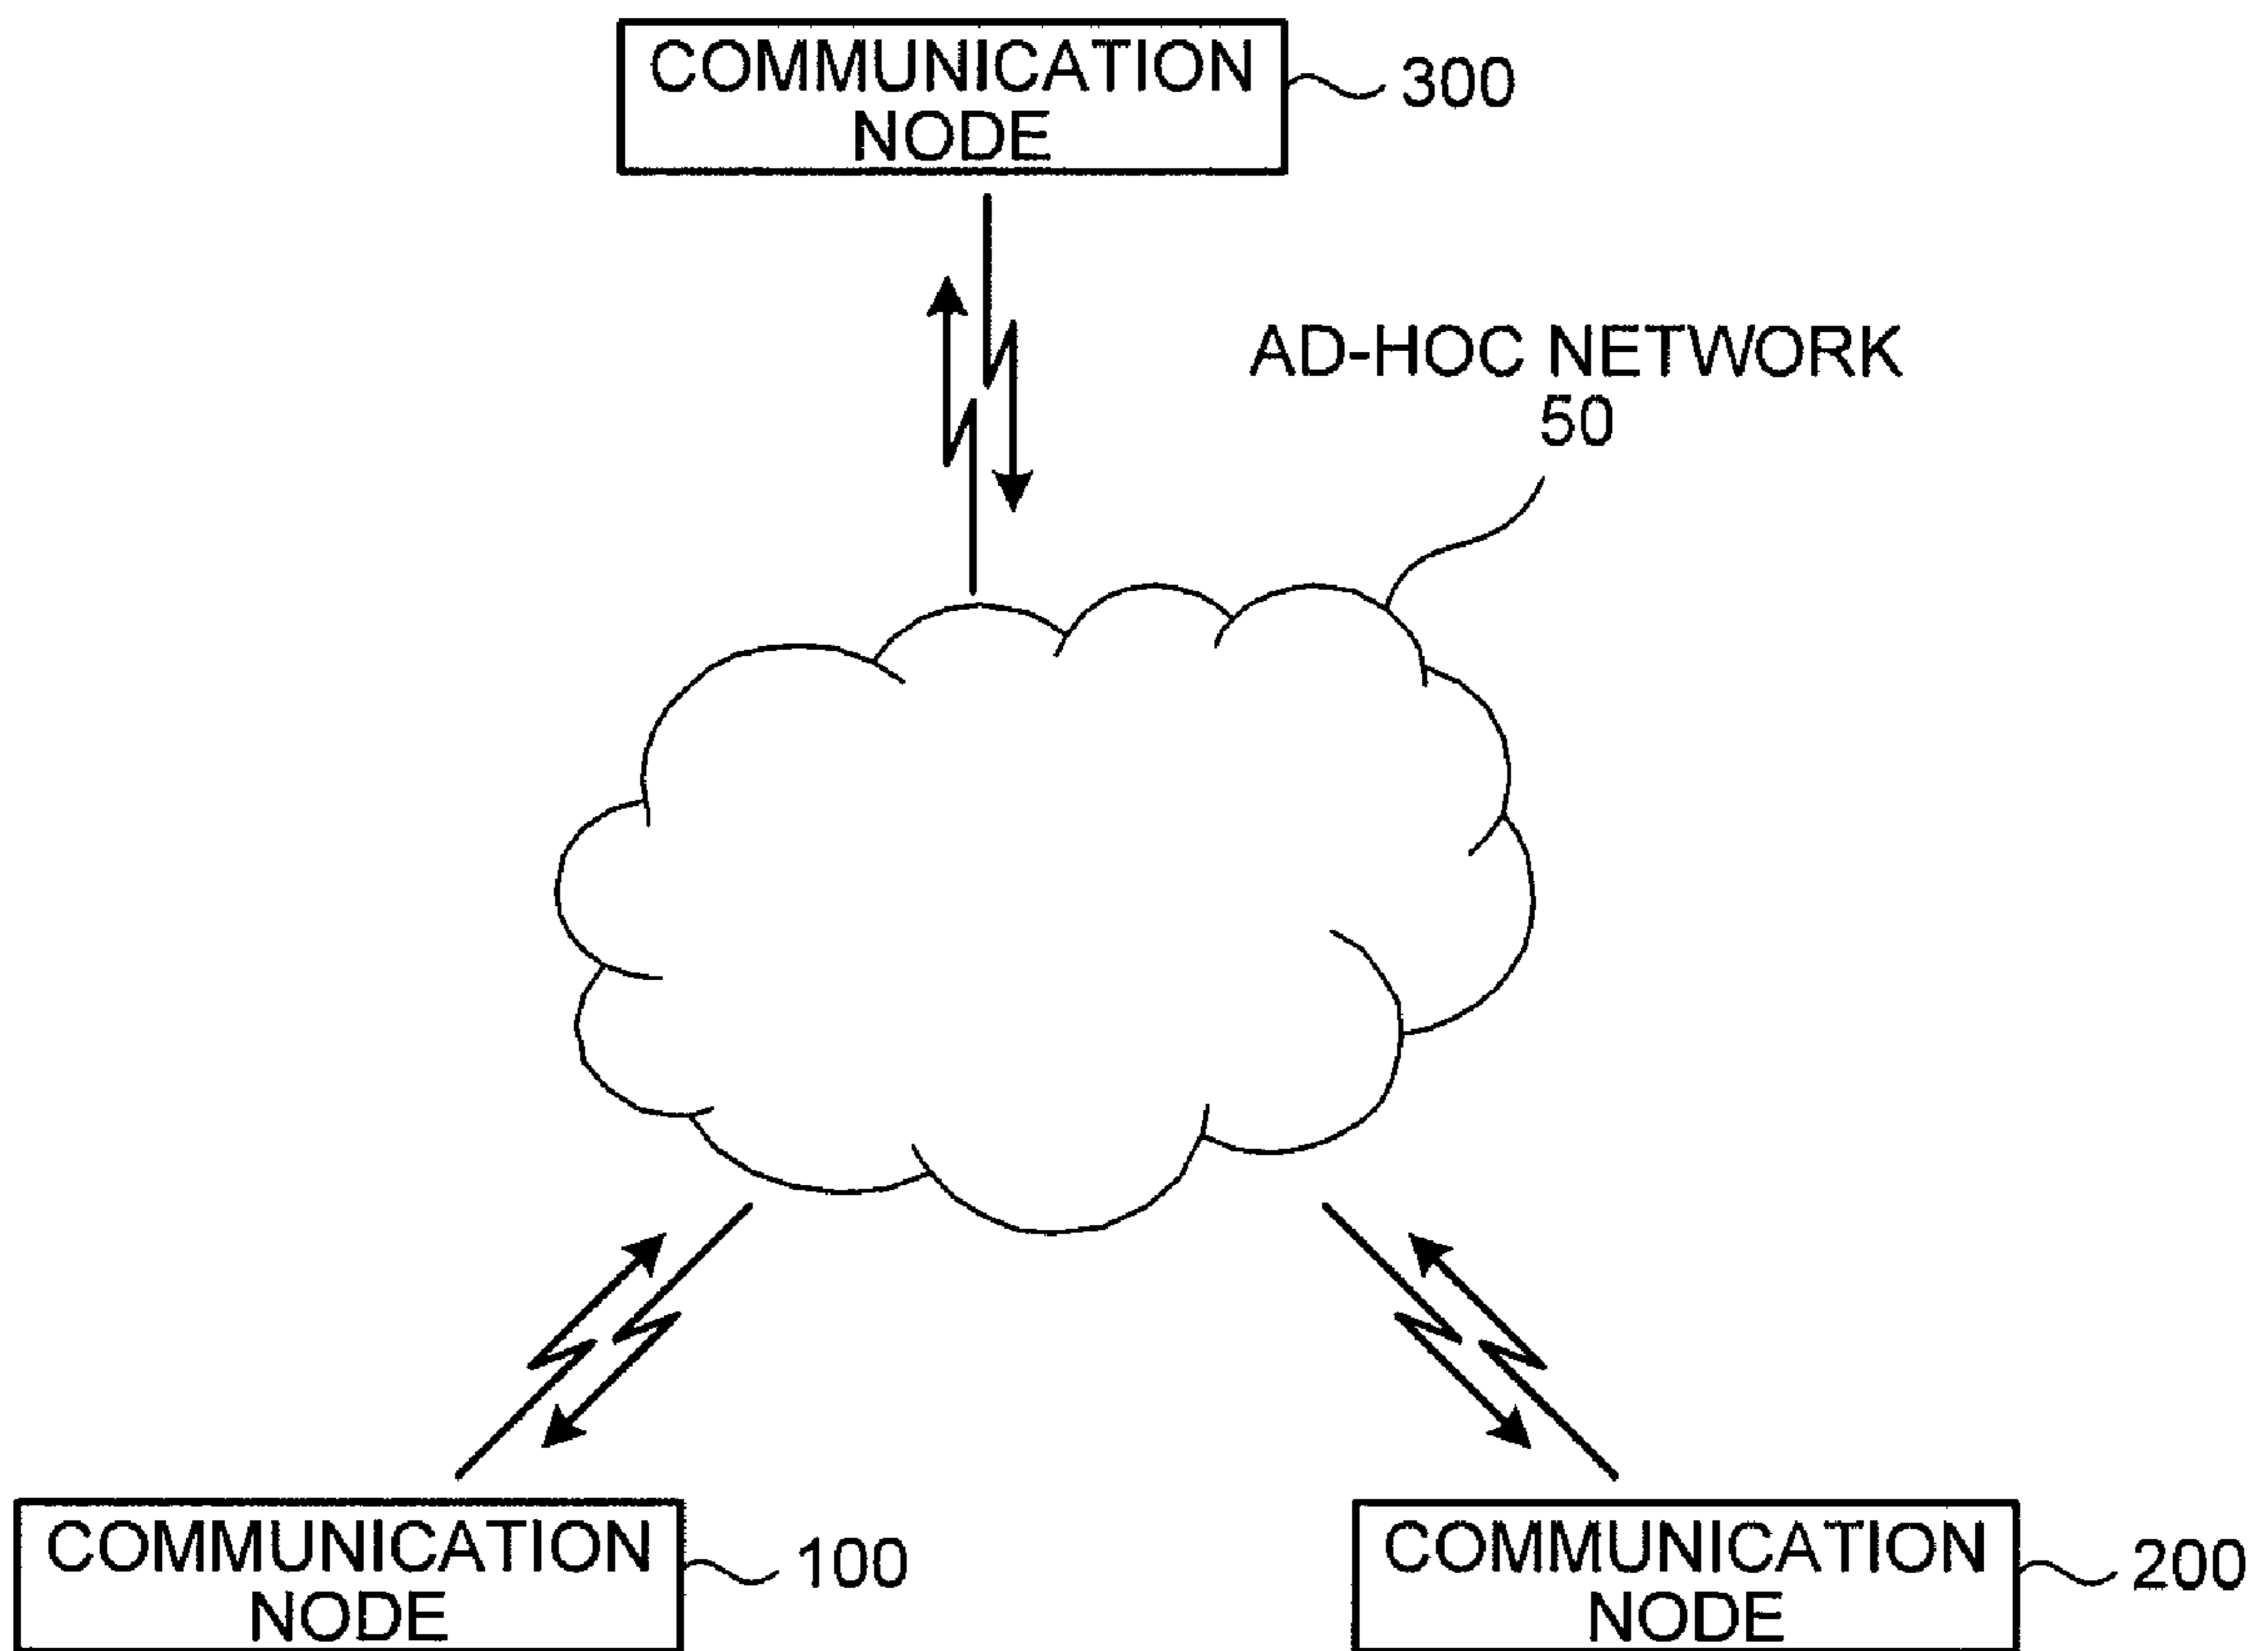 COMMUNICATION
NODE
300
AD-HOC NETWORK
50
COMMUNICATION
NODE
100
COMMUNICATION
NODE
200